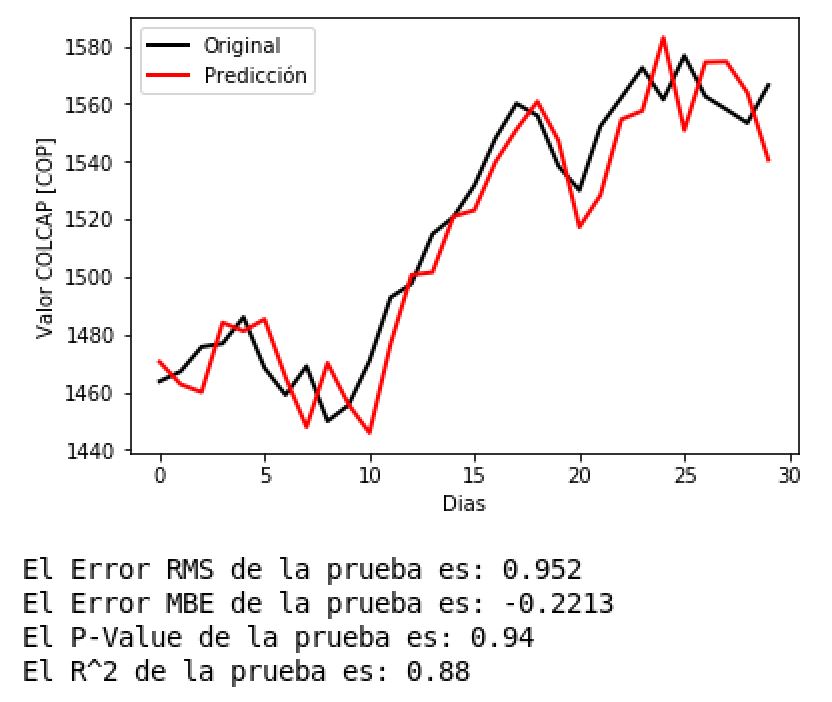 Original
Predicción
1580
1560
1540
1520
1500
1480
1460
1440
Valor COLCAP [COP]
0 5 10 15 20 25 30
Dias
El Error RMS de la prueba es: 0.952
El Error MBE de la prueba es: -0.2213
El P-Value de la prueba es: 0.94
El R^2 de la prueba es: 0.88